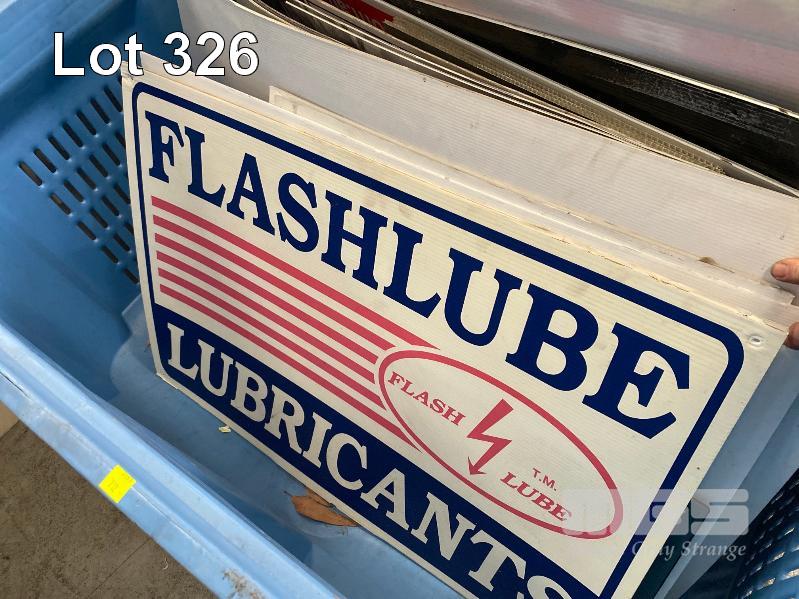 Lot 326
FLASHLUBE
FLASH
LUBE
T.M.
LUBRICANTS
Gray Strange